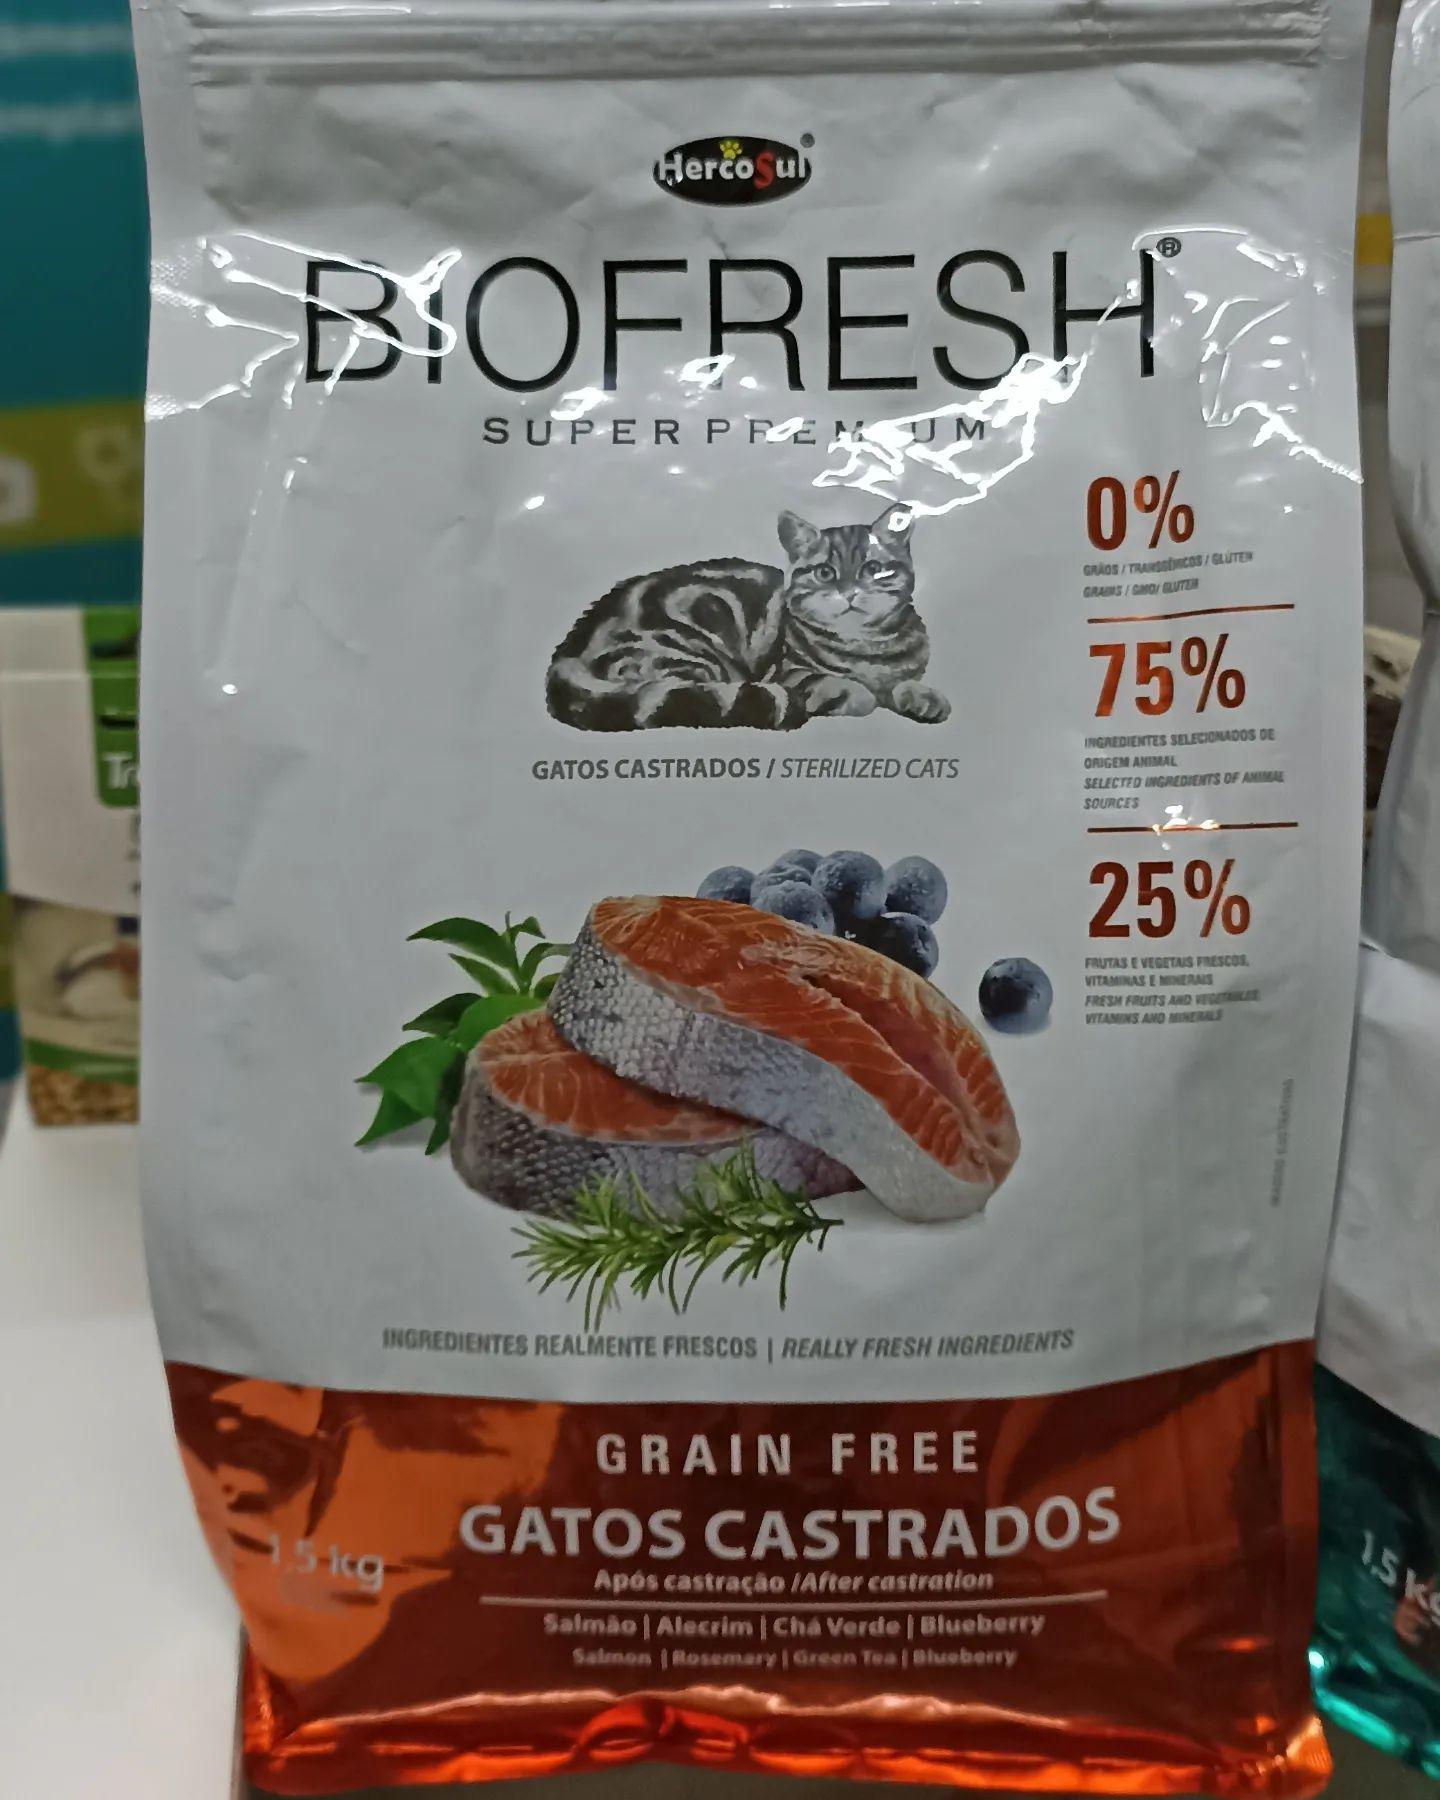 HercoSul®
BIOFRESH®
SUPER PREMIUM
0%
GRÃOS / TRANSGÊNICOS / GLÚTEN
GRAINS / GMO/ GLUTEN
75%
INGREDIENTES SELECIONADOS DE
ORIGEM ANIMAL
SELECTED INGREDIENTS OF ANIMAL
SOURCES
GATOS CASTRADOS / STERILIZED CATS
25%
FRUTAS E VEGETAIS FRESCOS,
VITAMINAS E MINERAIS
FRESH FRUITS AND VEGETABLES
VITAMINS AND MINERALS
INGREDIENTES REALMENTE FRESCOS | REALLY FRESH INGREDIENTS
GRAIN FREE
GATOS CASTRADOS
1,5 kg
Após castração /After castration
Salmão | Alecrim | Chá Verde | Blueberry
Salmon | Rosemary | Green Tea | Blueberry
1,5 kg